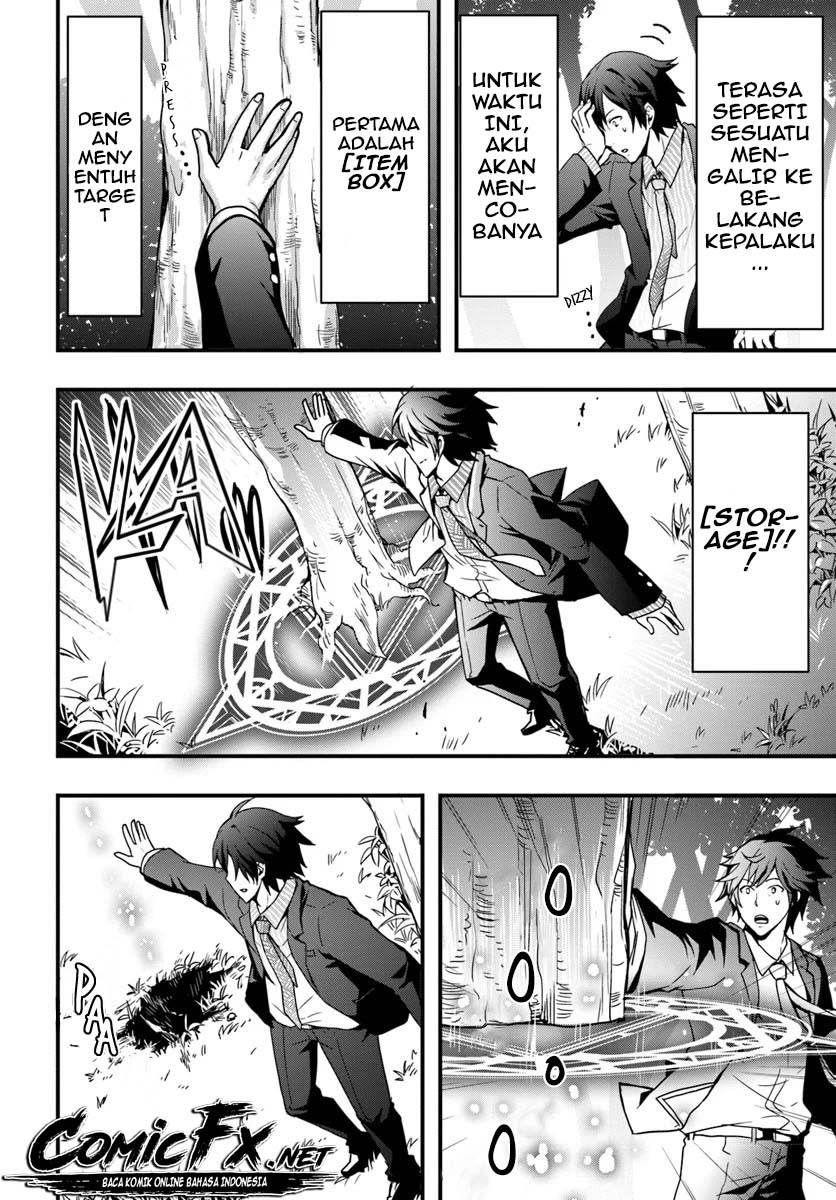 TERASA
SEPERTI
SESUATU
MEN-
GALIR KE
BE-
LAKANG
KEPALAKU
...
UNTUK
WAKTU
INI,
AKU
AKAN
MEN-
CO-
BANYA
DIZZY
PERTAMA
ADALAH
[ITEM
BOX]
PRESS...
DENG
AN
MENY
ENTUH
TARGE
T
[STOR-
AGE]!!
!
PAA
COMICFX.NET
BACA KOMIK ONLINE BAHASA INDONESIA